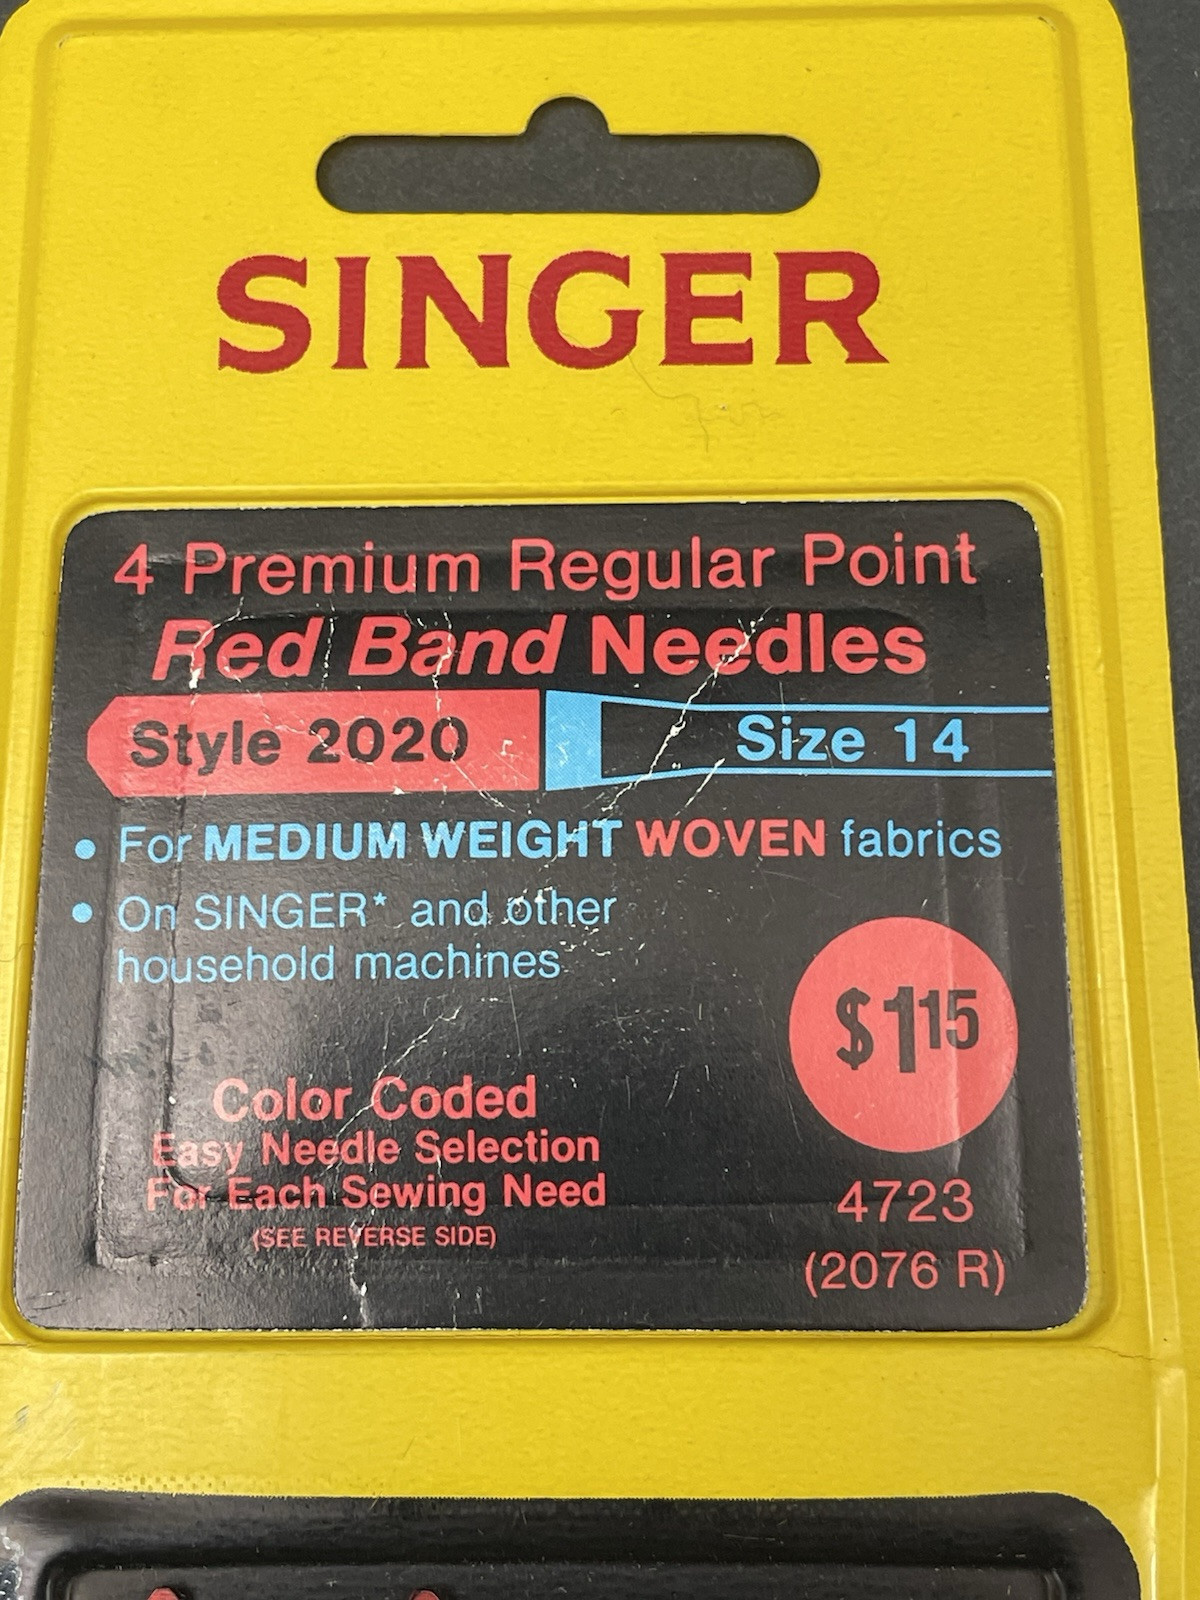 SINGER
4 Premium Regular Point
Red Band Needles
Style 2020 Size 14
• For MEDIUM WEIGHT WOVEN fabrics
• On SINGER* and other
household machines
$1 15
Color Coded
Easy Needle Selection
For Each Sewing Need
(SEE REVERSE SIDE)
4723
(2076 R)